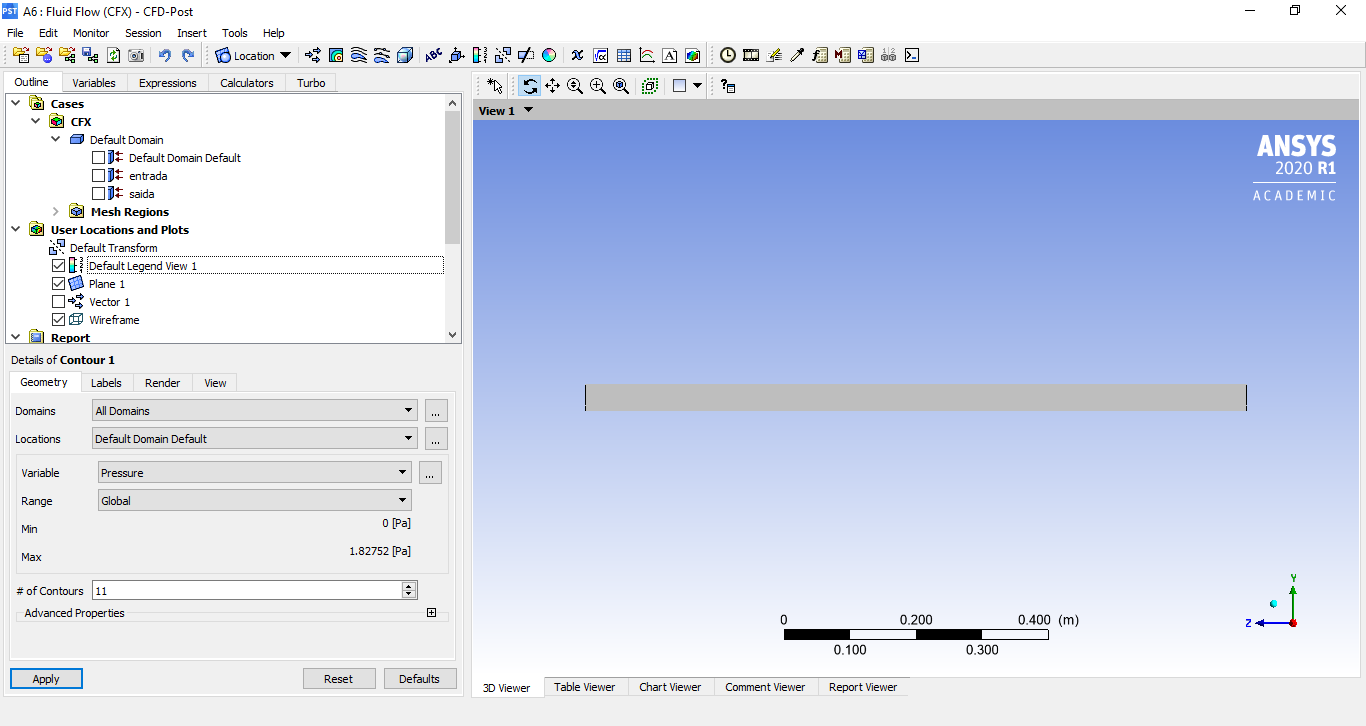 PST A6 : Fluid Flow (CFX) - CFD-Post
File Edit Monitor Session Insert Tools Help
Location
Outline Variables Expressions Calculators Turbo
Cases
CFX
Default Domain
Default Domain Default
entrada
saida
Mesh Regions
User Locations and Plots
Default Transform
Default Legend View 1
Plane 1
Vector 1
Wireframe
Report
Details of Contour 1
Geometry Labels Render View
Domains All Domains ...
Locations Default Domain Default ...
Variable Pressure ...
Range Global
Min 0 [Pa]
Max 1.82752 [Pa]
# of Contours 11
Advanced Properties
Apply Reset Defaults
View 1
ANSYS
2020 R1
ACADEMIC
0 0.200 0.400 (m)
0.100 0.300
Y
Z
3D Viewer Table Viewer Chart Viewer Comment Viewer Report Viewer